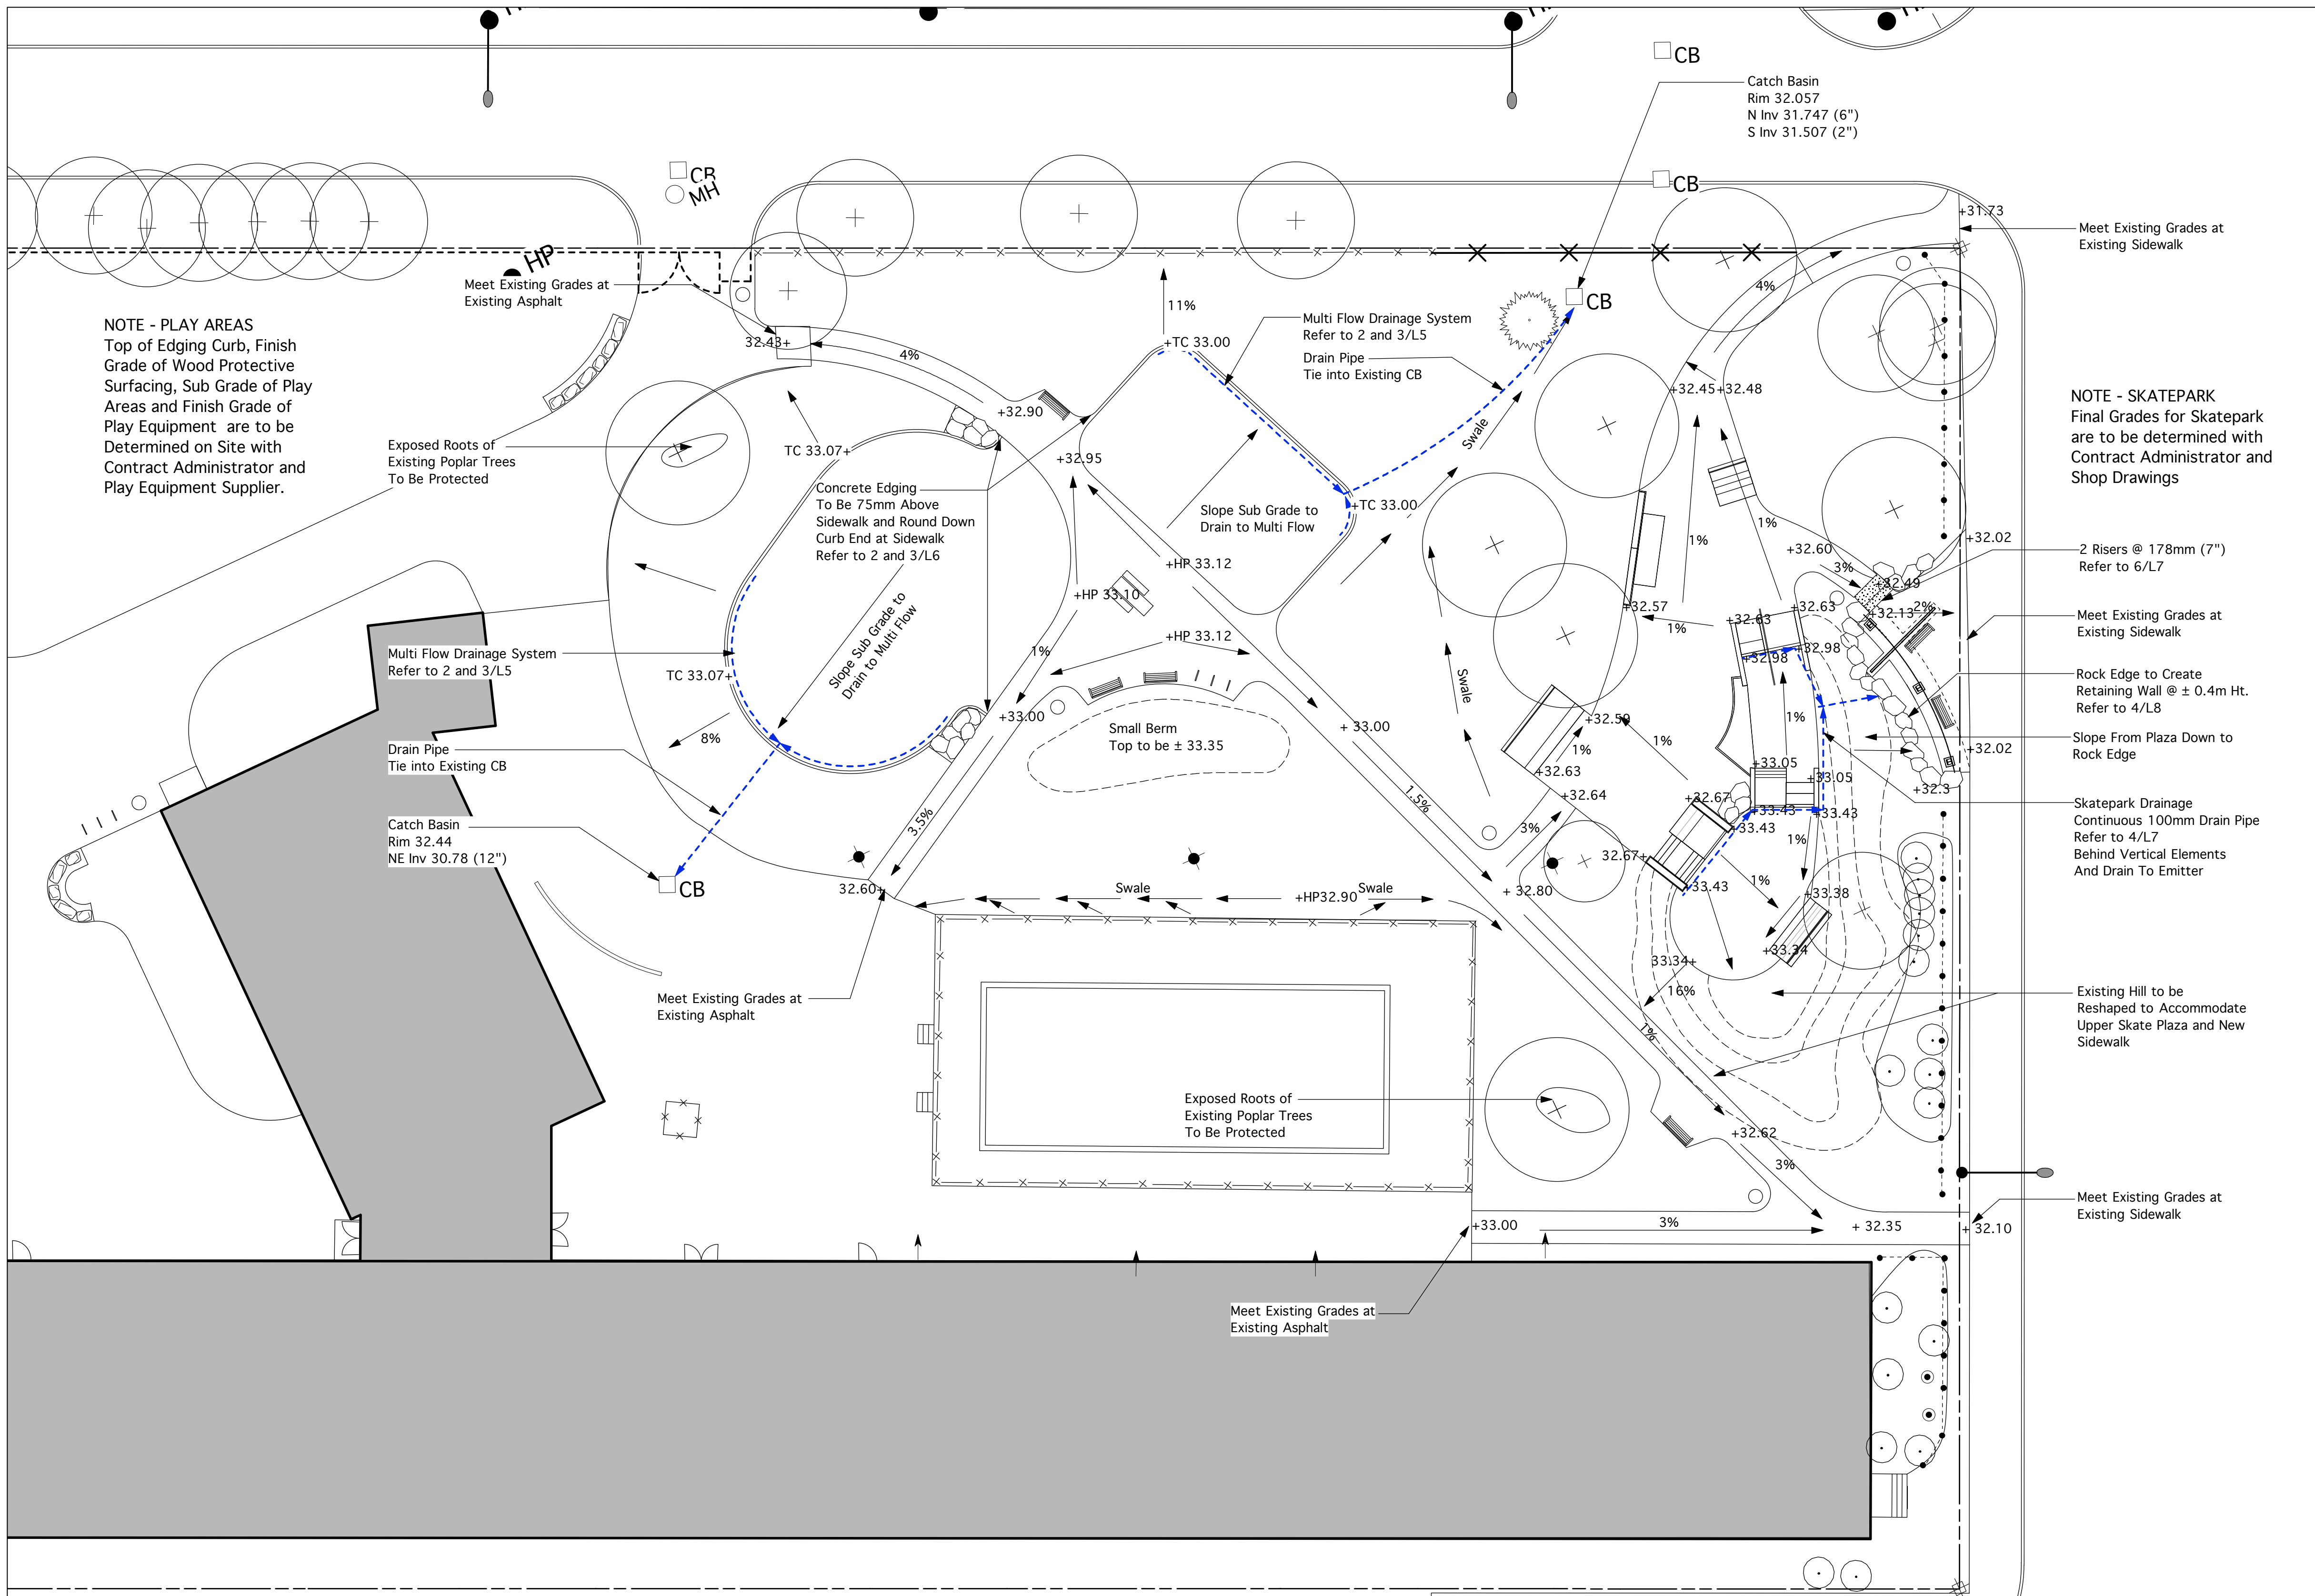 CB
Catch Basin
Rim 32.057
N Inv 31.747 (6")
S Inv 31.507 (2")
CB
MH
CB
+31.73
Meet Existing Grades at
Existing Sidewalk
HP
Meet Existing Grades at
Existing Asphalt
4%
11%
CB
NOTE - PLAY AREAS
Top of Edging Curb, Finish
Grade of Wood Protective
Surfacing, Sub Grade of Play
Areas and Finish Grade of
Play Equipment are to be
Determined on Site with
Contract Administrator and
Play Equipment Supplier.
Multi Flow Drainage System
Refer to 2 and 3/L5
Drain Pipe
Tie into Existing CB
32.43+
4%
+TC 33.00
+32.45
+32.48
NOTE - SKATEPARK
Final Grades for Skatepark
are to be determined with
Contract Administrator and
Shop Drawings
+32.90
Swale
Exposed Roots of
Existing Poplar Trees
To Be Protected
TC 33.07+
+32.95
Concrete Edging
To Be 75mm Above
Sidewalk and Round Down
Curb End at Sidewalk
Refer to 2 and 3/L6
Slope Sub Grade to
Drain to Multi Flow
+TC 33.00
1%
1%
+32.02
+32.60
2 Risers @ 178mm (7")
Refer to 6/L7
+HP 33.12
3%
+32.49
+HP 33.10
Slope Sub Grade to
Drain to Multi Flow
+32.57
+32.63
+32.63
+32.13
2%
Meet Existing Grades at
Existing Sidewalk
+HP 33.12
1%
1%
Multi Flow Drainage System
Refer to 2 and 3/L5
TC 33.07+
+32.98
+32.98
Swale
Rock Edge to Create
Retaining Wall @ ± 0.4m Ht.
Refer to 4/L8
+33.00
Small Berm
Top to be ± 33.35
+ 33.00
+32.59
1%
8%
1%
1%
Slope From Plaza Down to
Rock Edge
Drain Pipe
Tie into Existing CB
+32.02
+32.63
+33.05
+33.05
+32.3
1.5%
+32.64
+32.67
Skatepark Drainage
Continuous 100mm Drain Pipe
Refer to 4/L7
Behind Vertical Elements
And Drain To Emitter
+33.43
+33.43
+33.43
3.5%
3%
1%
Catch Basin
Rim 32.44
NE Inv 30.78 (12")
32.67+
CB
32.60+
Swale
Swale
+HP32.90
+ 32.80
+33.43
1%
+33.38
+33.34
33.34+
16%
Meet Existing Grades at
Existing Asphalt
Existing Hill to be
Reshaped to Accommodate
Upper Skate Plaza and New
Sidewalk
1%
Exposed Roots of
Existing Poplar Trees
To Be Protected
+32.62
3%
Meet Existing Grades at
Existing Sidewalk
+33.00
3%
+ 32.35
+ 32.10
Meet Existing Grades at
Existing Asphalt